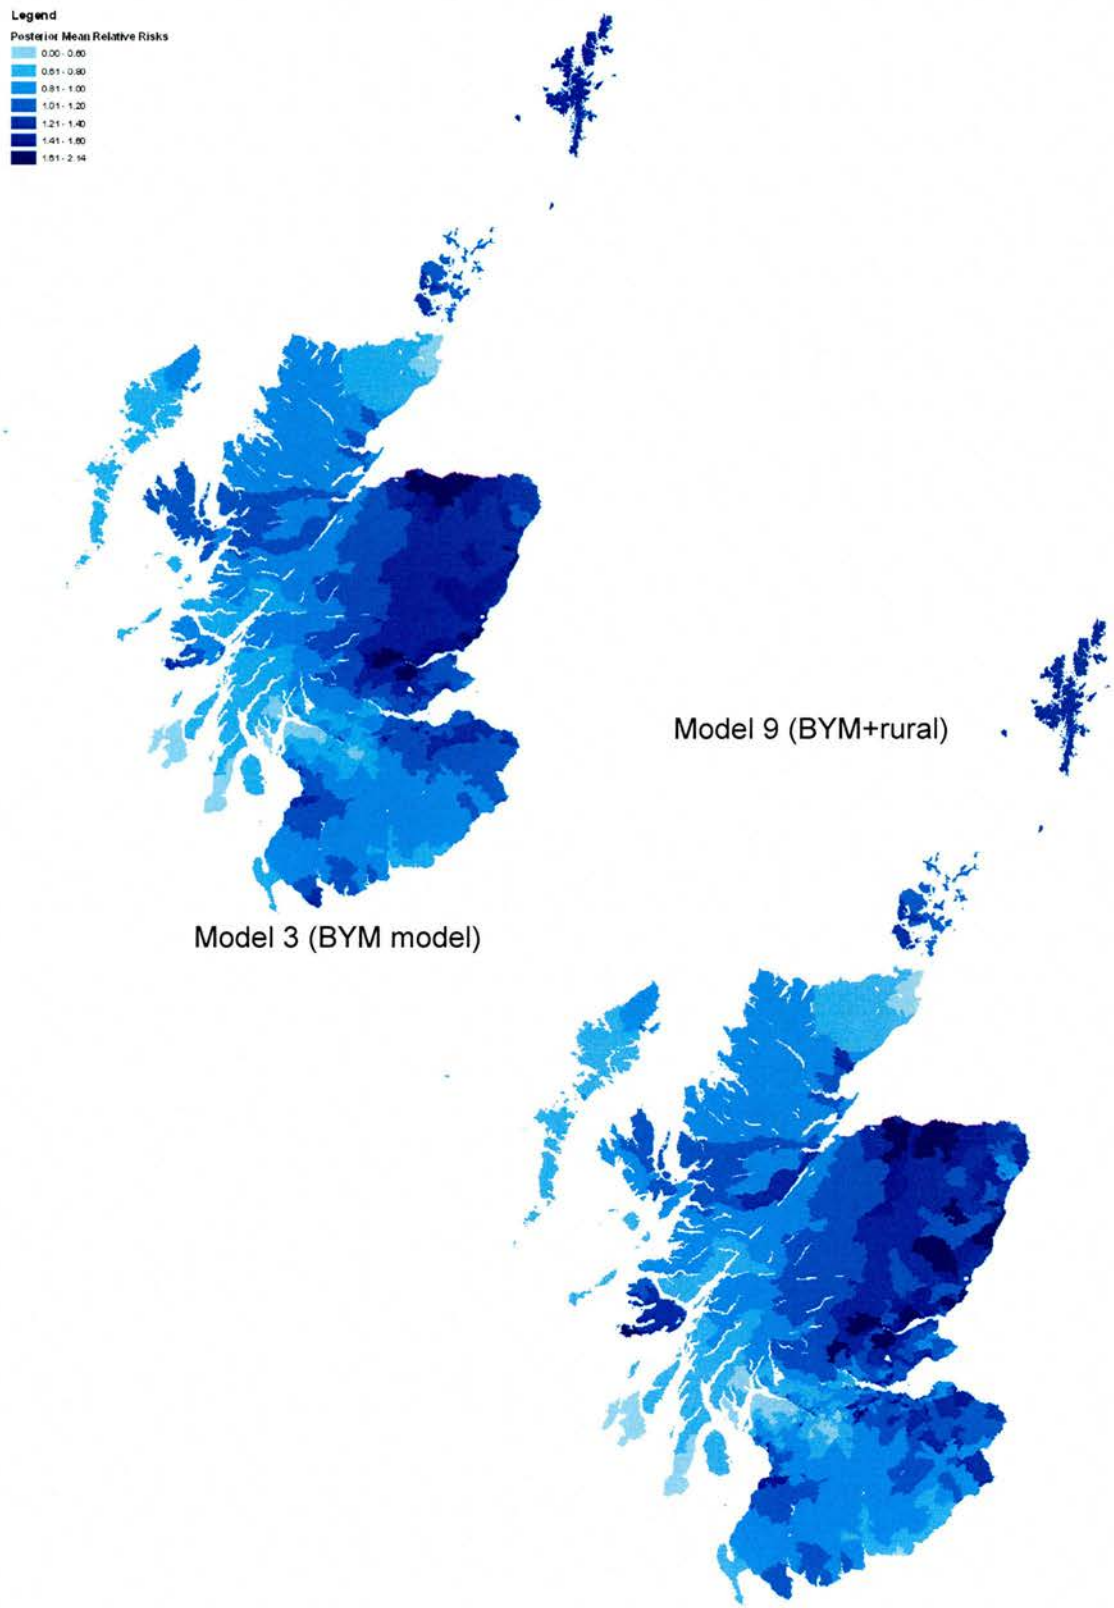 Legend
Posterior Mean Relative Risks
0.00 - 0.60
0.61 - 0.80
0.81 - 1.00
1.01 - 1.20
1.21 - 1.40
1.41 - 1.60
1.61 - 2.14
Model 9 (BYM+rural)
Model 3 (BYM model)